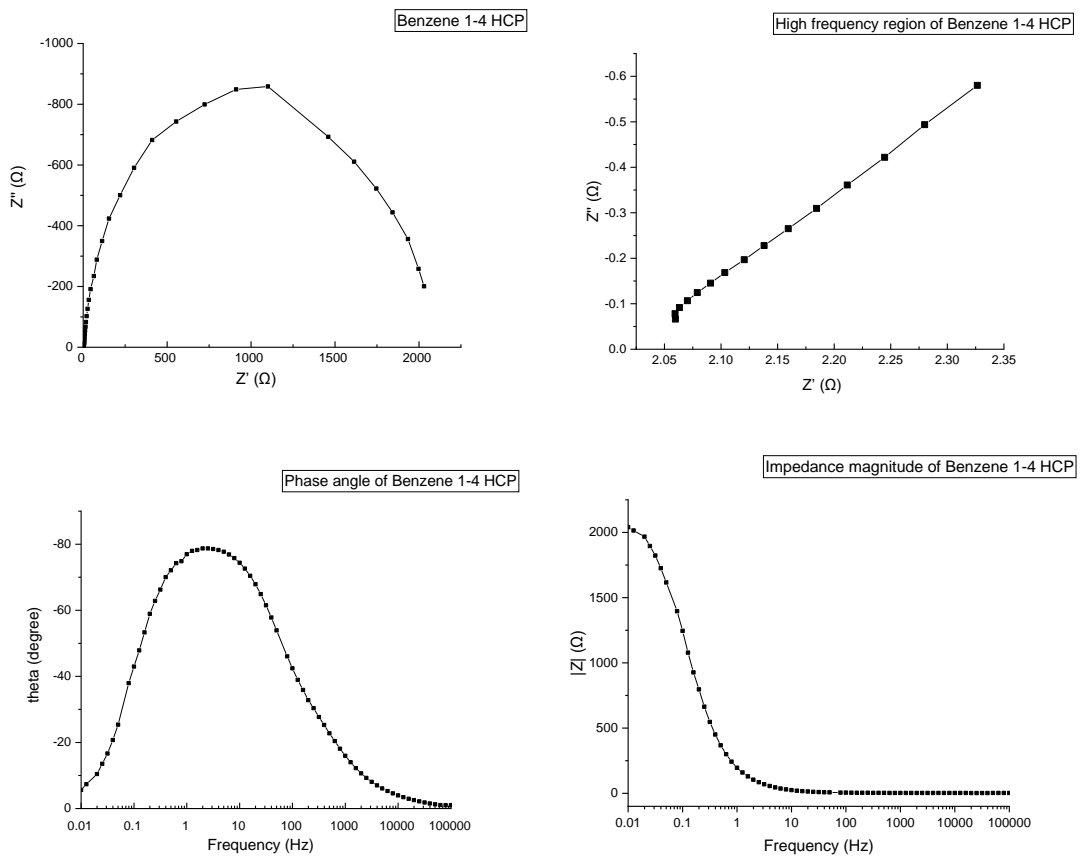 Benzene 1-4 HCP
-1000
-800
-600
-400
-200
0
0 500 1000 1500 2000
Z'' (Ω)
Z' (Ω)
High frequency region of Benzene 1-4 HCP
-0.6
-0.5
-0.4
-0.3
-0.2
-0.1
0.0
2.05 2.10 2.15 2.20 2.25 2.30 2.35
Z'' (Ω)
Z' (Ω)
Phase angle of Benzene 1-4 HCP
-80
-60
-40
-20
0
0.01 0.1 1 10 100 1000 10000 100000
theta (degree)
Frequency (Hz)
Impedance magnitude of Benzene 1-4 HCP
2000
1500
1000
500
0
0.01 0.1 1 10 100 1000 10000 100000
|Z| (Ω)
Frequency (Hz)